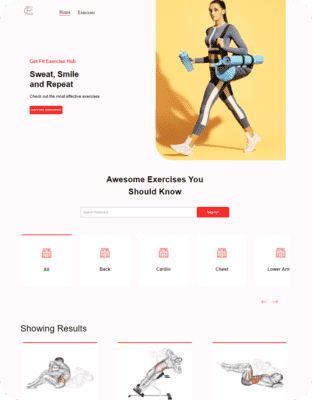 Home Exercises
Get Fit Exercise Hub
Sweat, Smile
and Repeat
Check out the most effective exercises
Awesome Exercises You
Should Know
Search Exercises
Search
All
Back
Cardio
Chest
Lower Arm
Showing Results